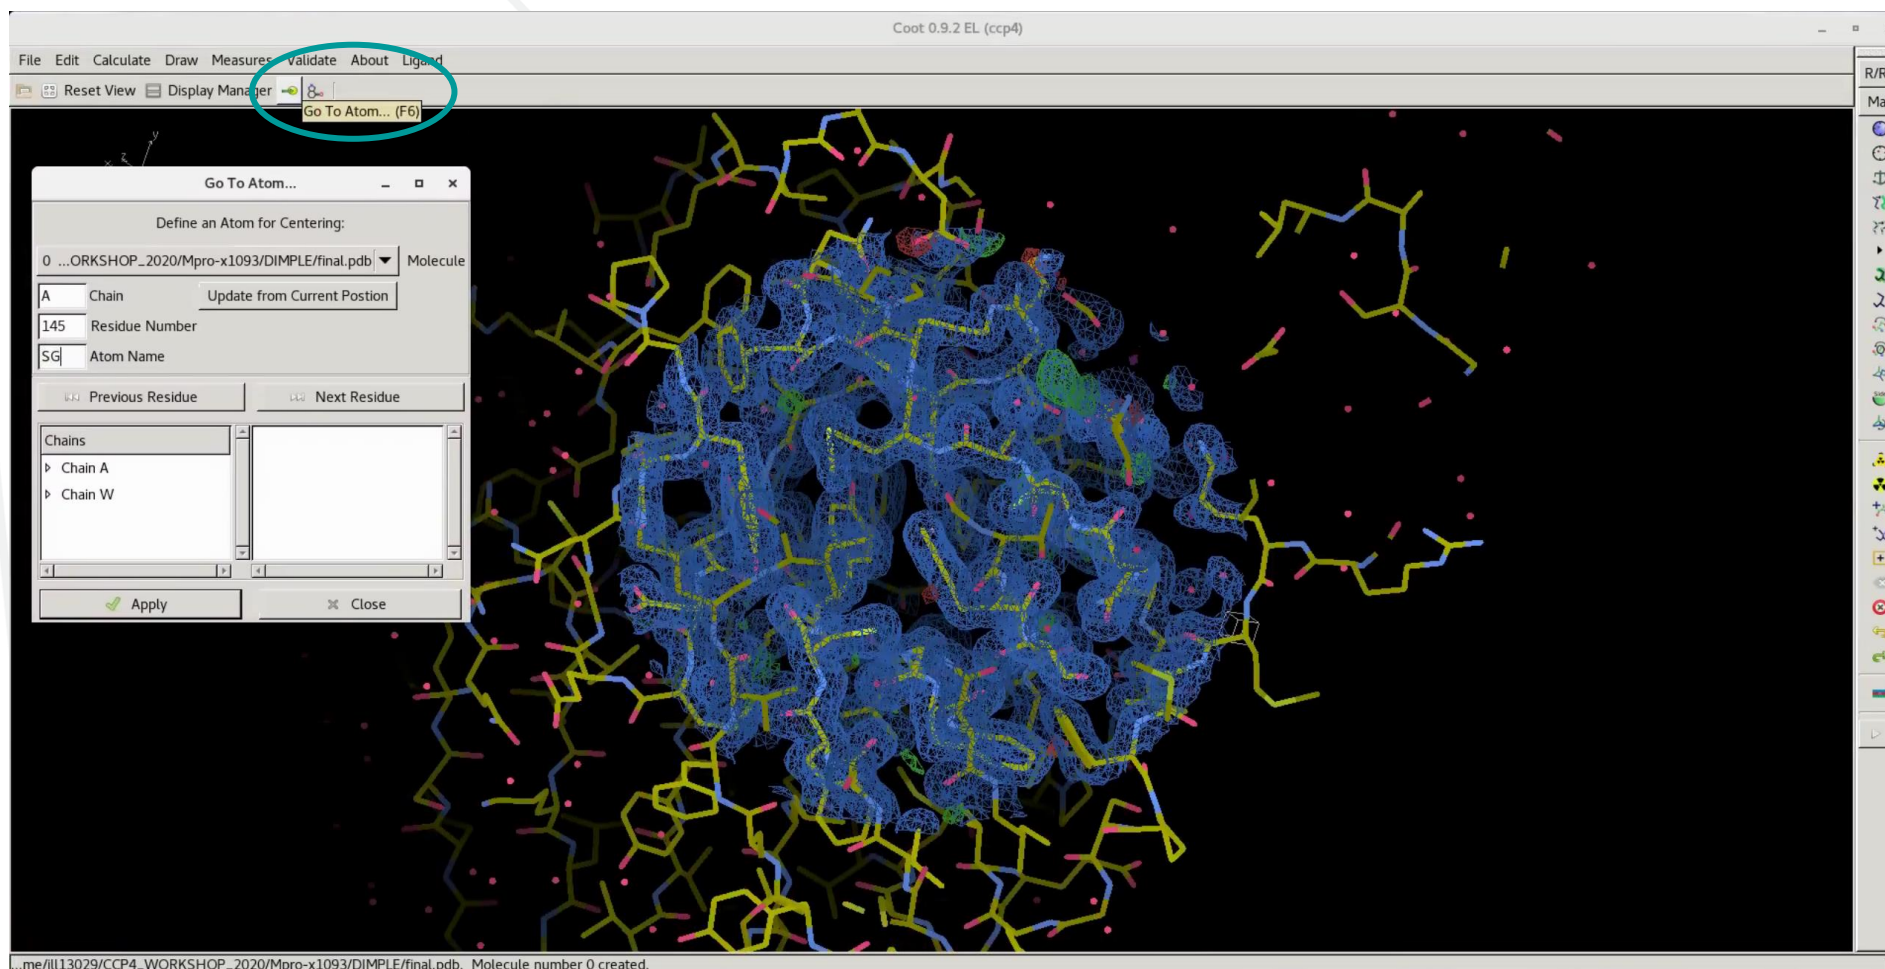 Coot 0.9.2 EL (ccp4)
File Edit Calculate Draw Measures Validate About Ligand
Reset View Display Manager
Go To Atom... (F6)
R/R
Ma
y
z
x
Go To Atom...
Define an Atom for Centering:
0 ...ORKSHOP_2020/Mpro-x1093/DIMPLE/final.pdb Molecule
A Chain Update from Current Postion
145 Residue Number
SG Atom Name
Previous Residue Next Residue
Chains
Chain A
Chain W
Apply Close
Side
...me/ill13029/CCP4_WORKSHOP_2020/Mpro-x1093/DIMPLE/final.pdb. Molecule number 0 created.